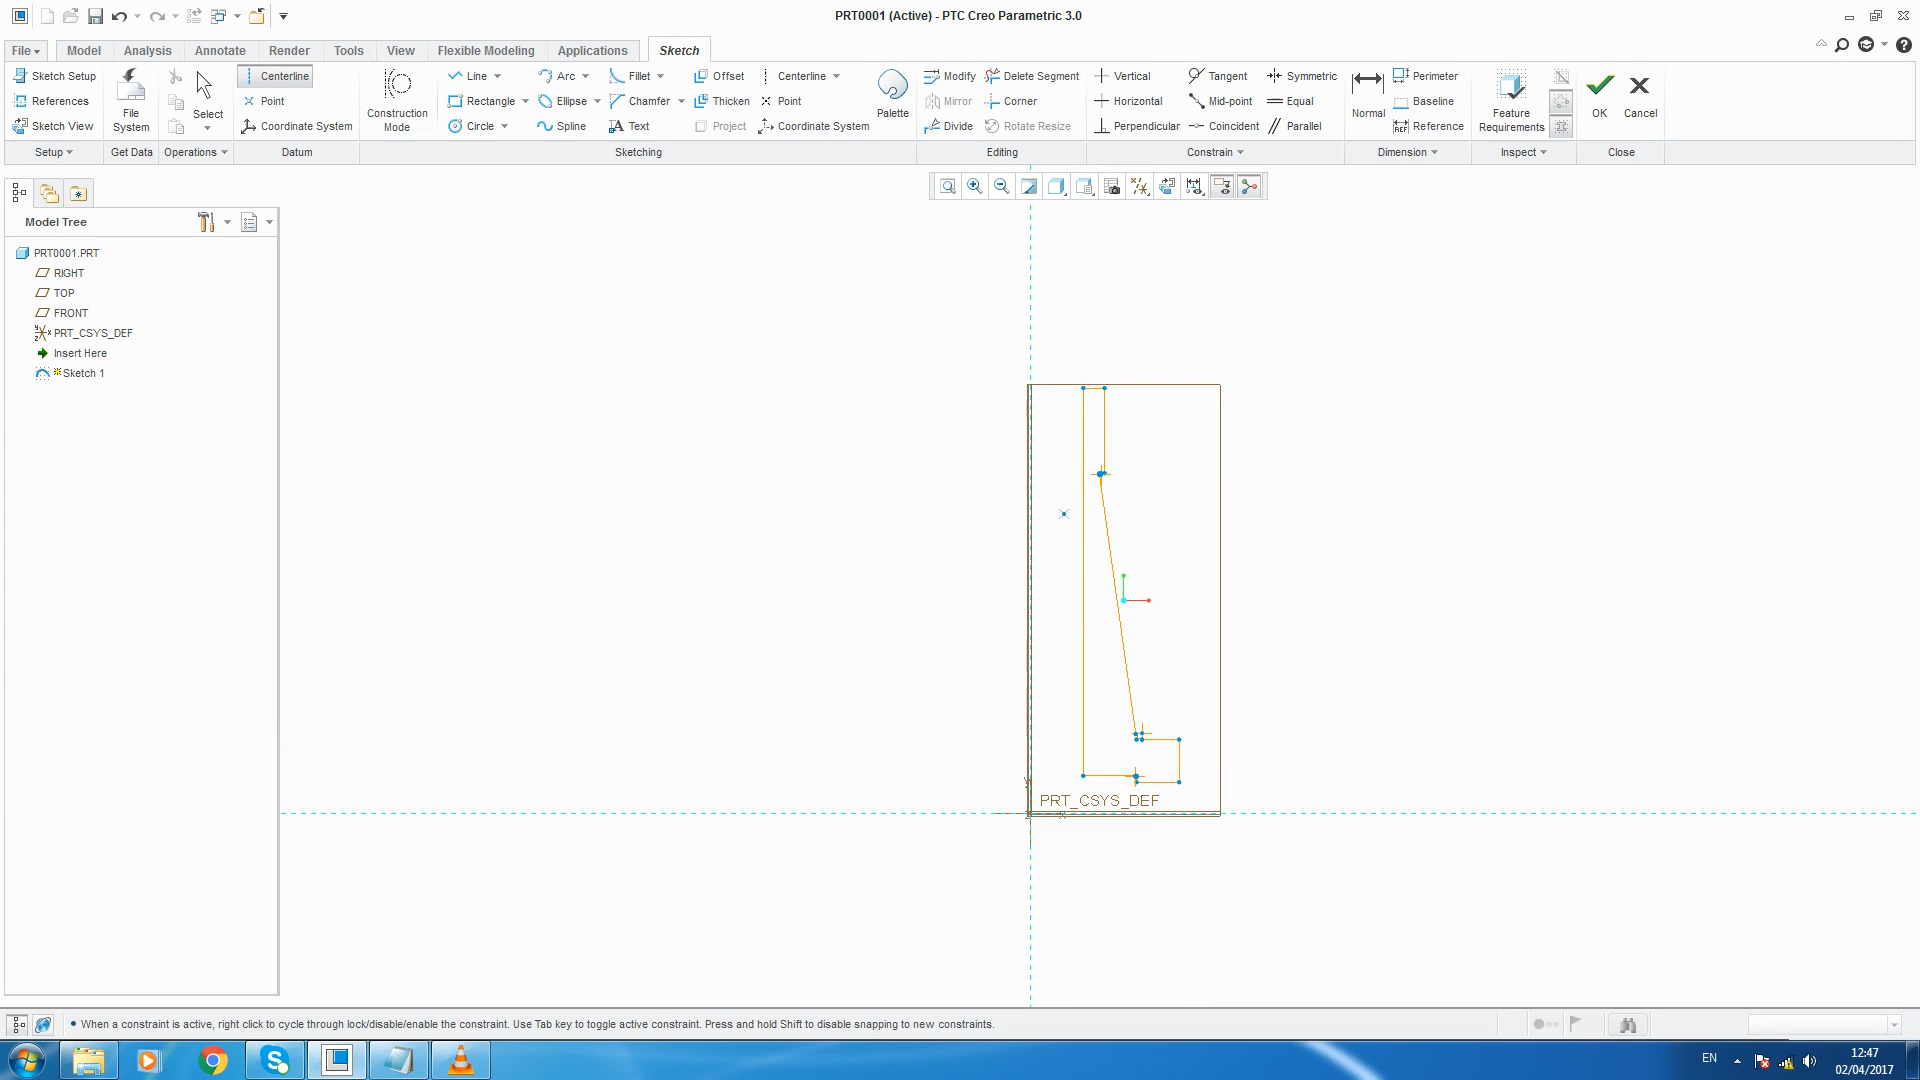 PRT0001 (Active) - PTC Creo Parametric 3.0
File Model Analysis Annotate Render Tools View Flexible Modeling Applications Sketch
Sketch Setup
References
Sketch View
Setup
File System
Get Data
Select
Operations
Centerline
Point
Coordinate System
Datum
Construction Mode
Line Arc Fillet Offset Centerline
Rectangle Ellipse Chamfer Thicken Point
Circle Spline Text Project Coordinate System
Palette
Sketching
Modify Delete Segment
Mirror Corner
Divide Rotate Resize
Editing
Vertical Tangent Symmetric
Horizontal Mid-point Equal
Perpendicular Coincident Parallel
Constrain
Normal
Perimeter
Baseline
REF Reference
Dimension
Feature Requirements
Inspect
OK Cancel
Close
Model Tree
PRT0001.PRT
RIGHT
TOP
FRONT
PRT_CSYS_DEF
Insert Here
Sketch 1
PRT_CSYS_DEF
When a constraint is active, right click to cycle through lock/disable/enable the constraint. Use Tab key to toggle active constraint. Press and hold Shift to disable snapping to new constraints.
EN
12:47
02/04/2017